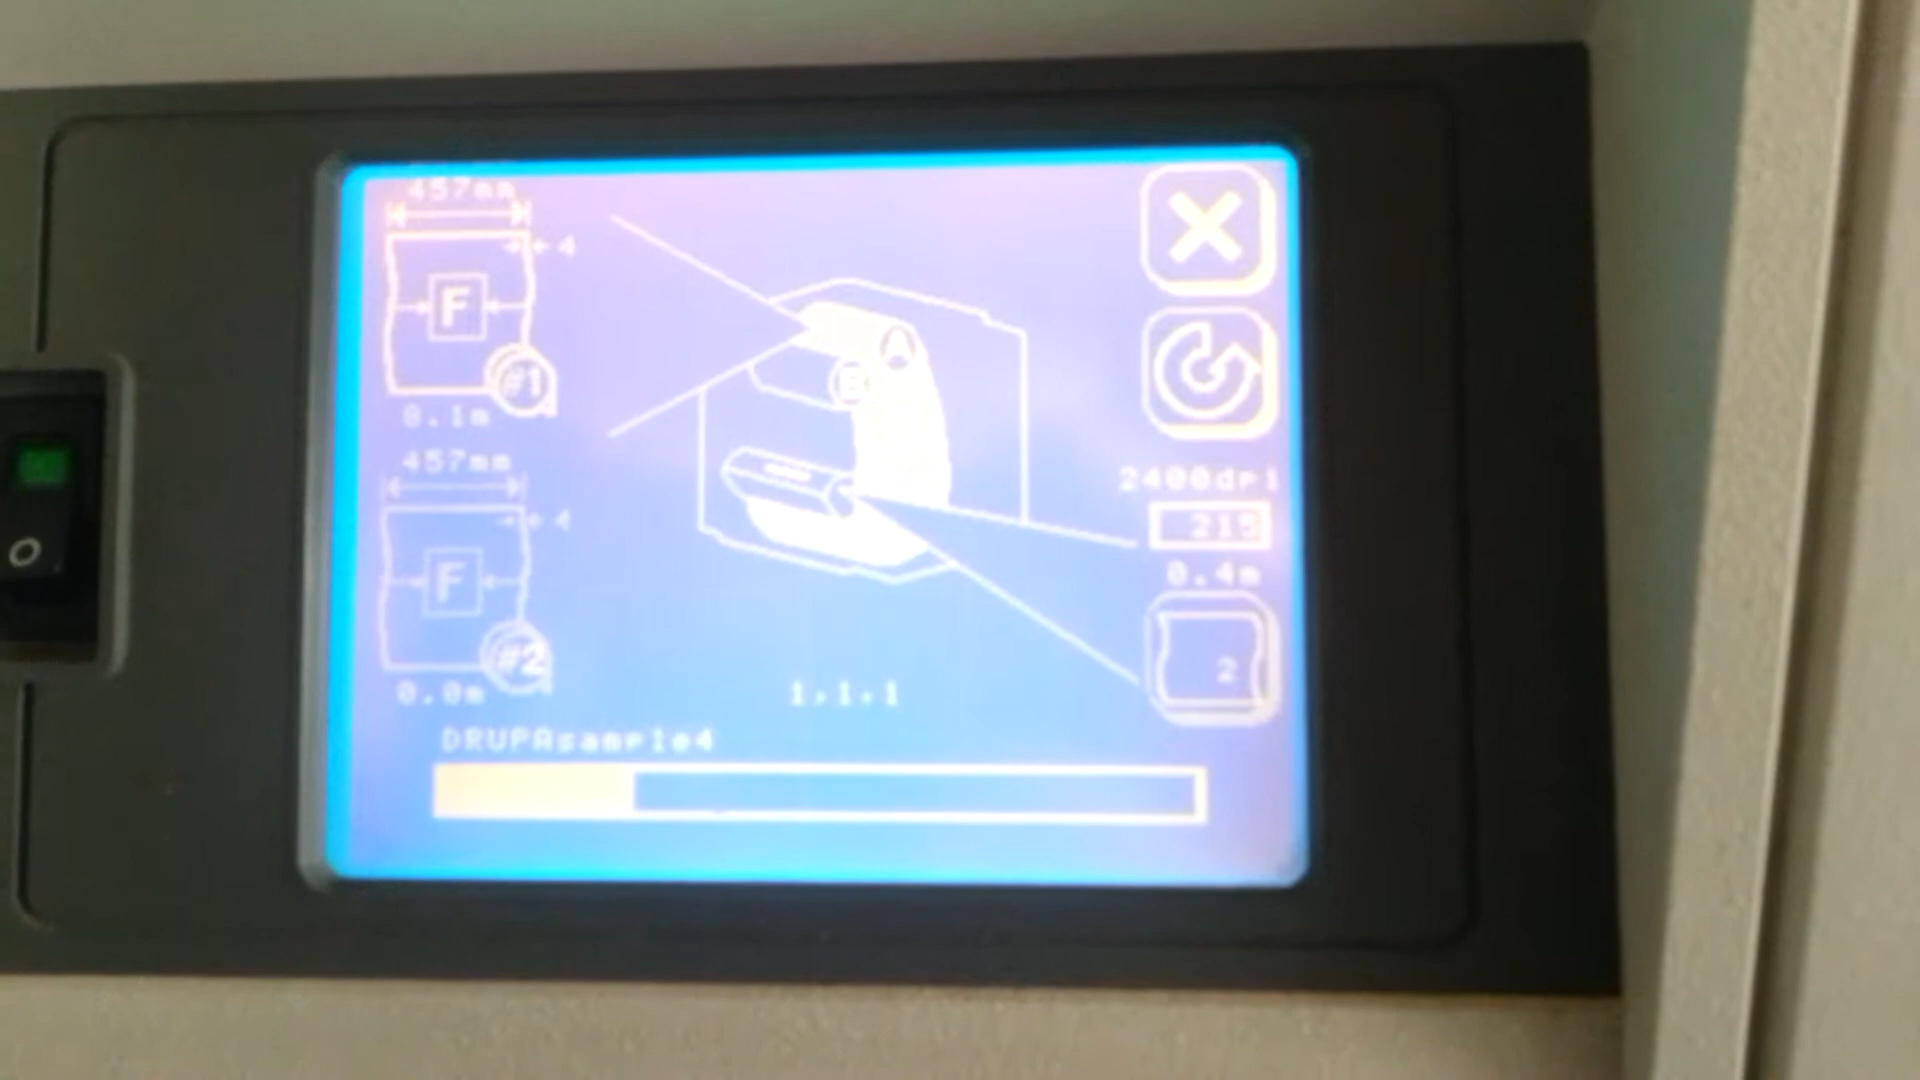 457mm
4
F
#1
0.1m
457mm
4
F
#2
0.0m
A
B
2400dpi
215
0.4m
2
1,1,1
DRUPAsample4